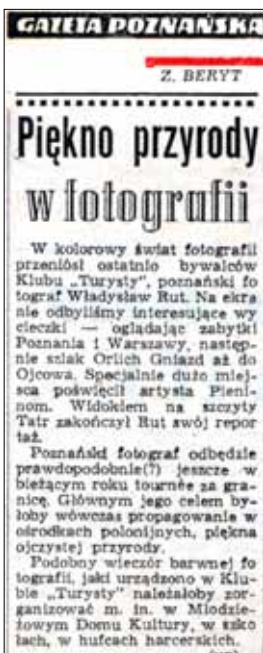 GAZETA POZNAŃSKA
Z. BERYT
Piękno przyrody
w fotografii
W kolorowy świat fotografii
przeniósł ostatnio bywalców
Klubu „Turysty”, poznański fo
tograf Władysław Rut. Na ekra
nie odbyliśmy interesujące wy
cieczki — oglądając zabytki
Poznania i Warszawy, następ-
nie szlak Orlich Gniazd aż do
Ojcowa. Specjalnie dużo miej-
sca poświęcił artysta Pieni-
nom. Widokiem na szczyty
Tatr zakończył Rut swój repor
taż.
Poznański fotograf odbędzie
prawdopodobnie(?) jeszcze w
bieżącym roku tournée za gra-
nicę. Głównym jego celem by-
łoby wówczas propagowanie w
ośrodkach polonijnych, piękna
ojczystej przyrody.
Podobny wieczór barwnej fo
tografii, jaki urządzono w Klu-
bie „Turysty” należałoby zor-
ganizować m. in. w Młodzie-
żowym Domu Kultury, w szko
łach, w hufcach harcerskich.